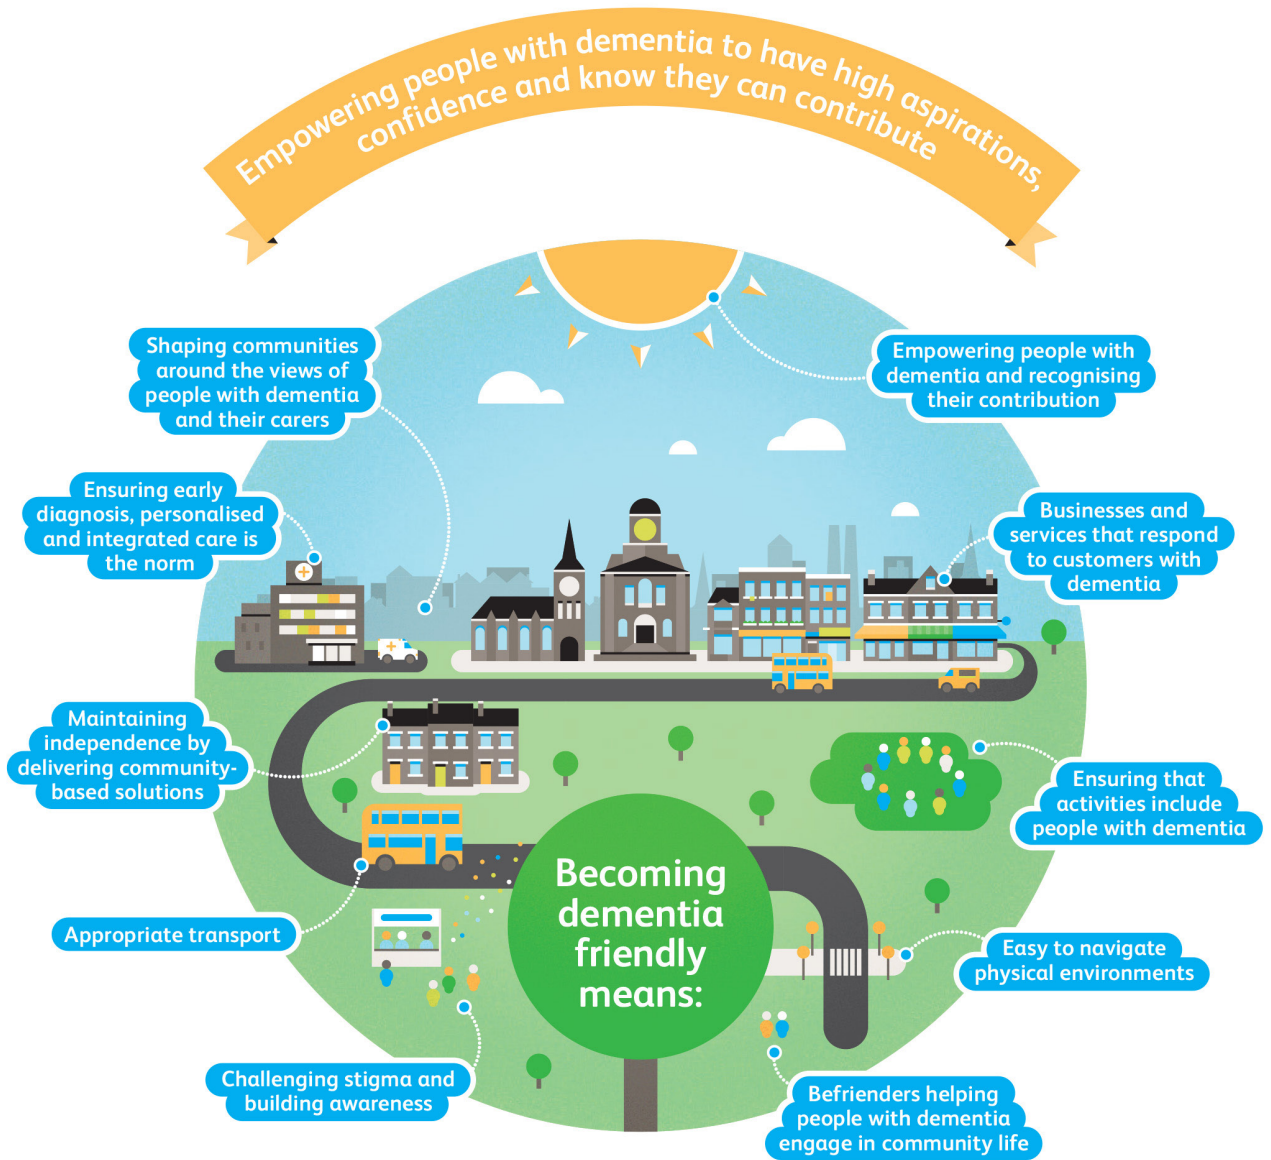 Empowering people with dementia to have high aspirations,
confidence and know they can contribute
Shaping communities
around the views of
people with dementia
and their carers
Empowering people with
dementia and recognising
their contribution
Ensuring early
diagnosis, personalised
and integrated care is
the norm
Businesses and
services that respond
to customers with
dementia
Maintaining
independence by
delivering community-
based solutions
Ensuring that
activities include
people with dementia
Becoming
dementia
friendly
means:
Appropriate transport
Easy to navigate
physical environments
Challenging stigma and
building awareness
Befrienders helping
people with dementia
engage in community life